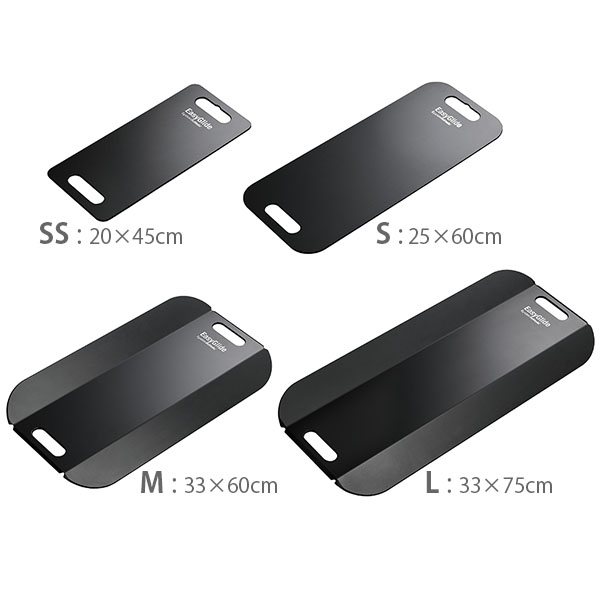 EasyGlide
EasyGlide
SS : 20×45cm
S : 25×60cm
EasyGlide
EasyGlide
M : 33×60cm
L : 33×75cm